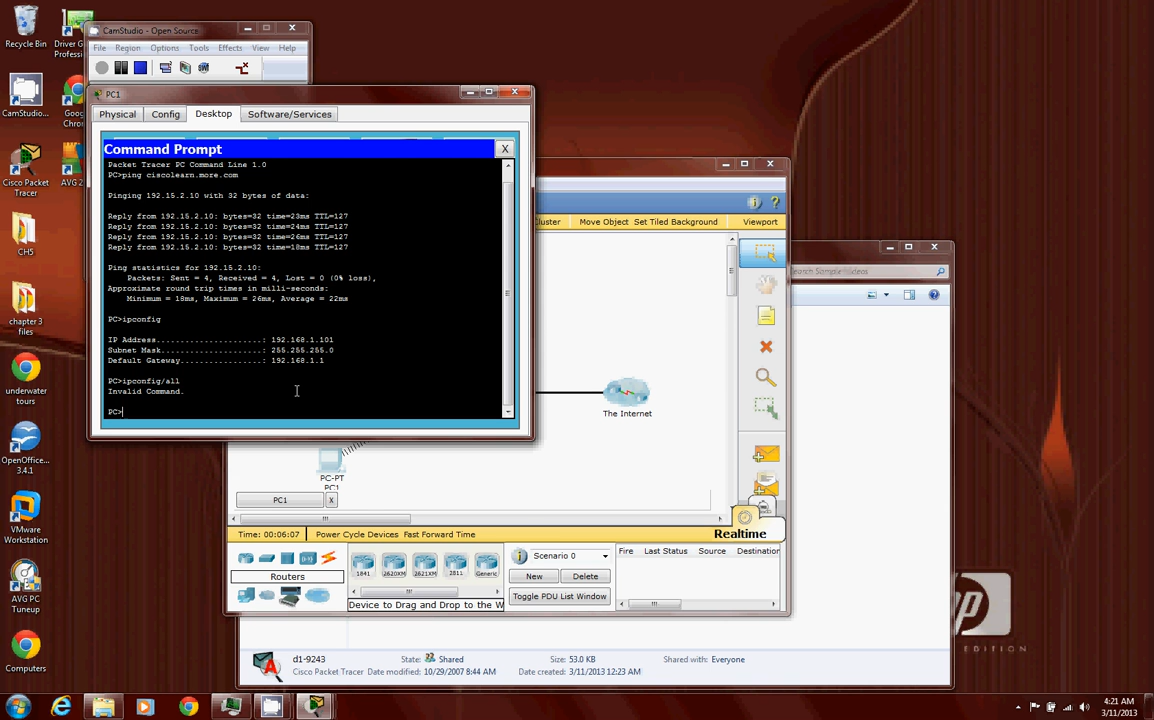 Recycle Bin
Driver G...
Professi...
CamStudio...
Goog
Chro
Cisco Packet
Tracer
AVG 2
CH5
chapter 3
files
underwater
tours
OpenOffice...
3.4.1
VMware
Workstation
AVG PC
Tuneup
Computers
CamStudio - Open Source
File Region Options Tools Effects View Help
PC1
Physical Config Desktop Software/Services
Command Prompt
X
Packet Tracer PC Command Line 1.0
PC>ping ciscolearn.more.com
Pinging 192.15.2.10 with 32 bytes of data:
Reply from 192.15.2.10: bytes=32 time=23ms TTL=127
Reply from 192.15.2.10: bytes=32 time=24ms TTL=127
Reply from 192.15.2.10: bytes=32 time=26ms TTL=127
Reply from 192.15.2.10: bytes=32 time=18ms TTL=127
Ping statistics for 192.15.2.10:
Packets: Sent = 4, Received = 4, Lost = 0 (0% loss),
Approximate round trip times in milli-seconds:
Minimum = 18ms, Maximum = 26ms, Average = 22ms
PC>ipconfig
IP Address......................: 192.168.1.101
Subnet Mask.....................: 255.255.255.0
Default Gateway.................: 192.168.1.1
PC>ipconfig/all
Invalid Command.
PC>
Cluster Move Object Set Tiled Background Viewport
Search Sample Videos
The Internet
PC-PT
PC1
PC1 X
Time: 00:06:07 Power Cycle Devices Fast Forward Time
Realtime
Routers
1841 2620XM 2621XM 2811 Generic
Device to Drag and Drop to the W
Scenario 0
New Delete
Toggle PDU List Window
Fire Last Status Source Destination
d1-9243 State: Shared Size: 53.0 KB Shared with: Everyone
Cisco Packet Tracer Date modified: 10/29/2007 8:44 AM Date created: 3/11/2013 12:23 AM
hp
EDITION
4:21 AM
3/11/2013